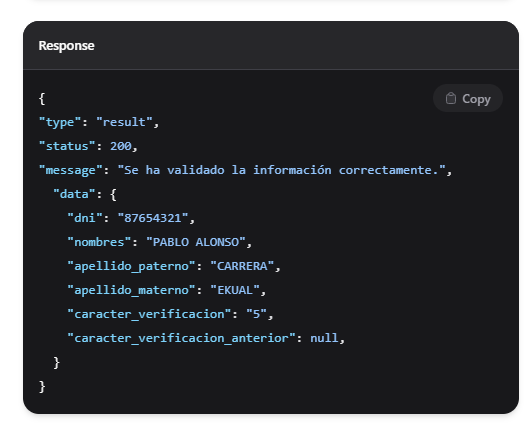 Response
Copy
{
"type": "result",
"status": 200,
"message": "Se ha validado la información correctamente.",
"data": {
"dni": "87654321",
"nombres": "PABLO ALONSO",
"apellido_paterno": "CARRERA",
"apellido_materno": "EKUAL",
"caracter_verificacion": "5",
"caracter_verificacion_anterior": null,
}
}